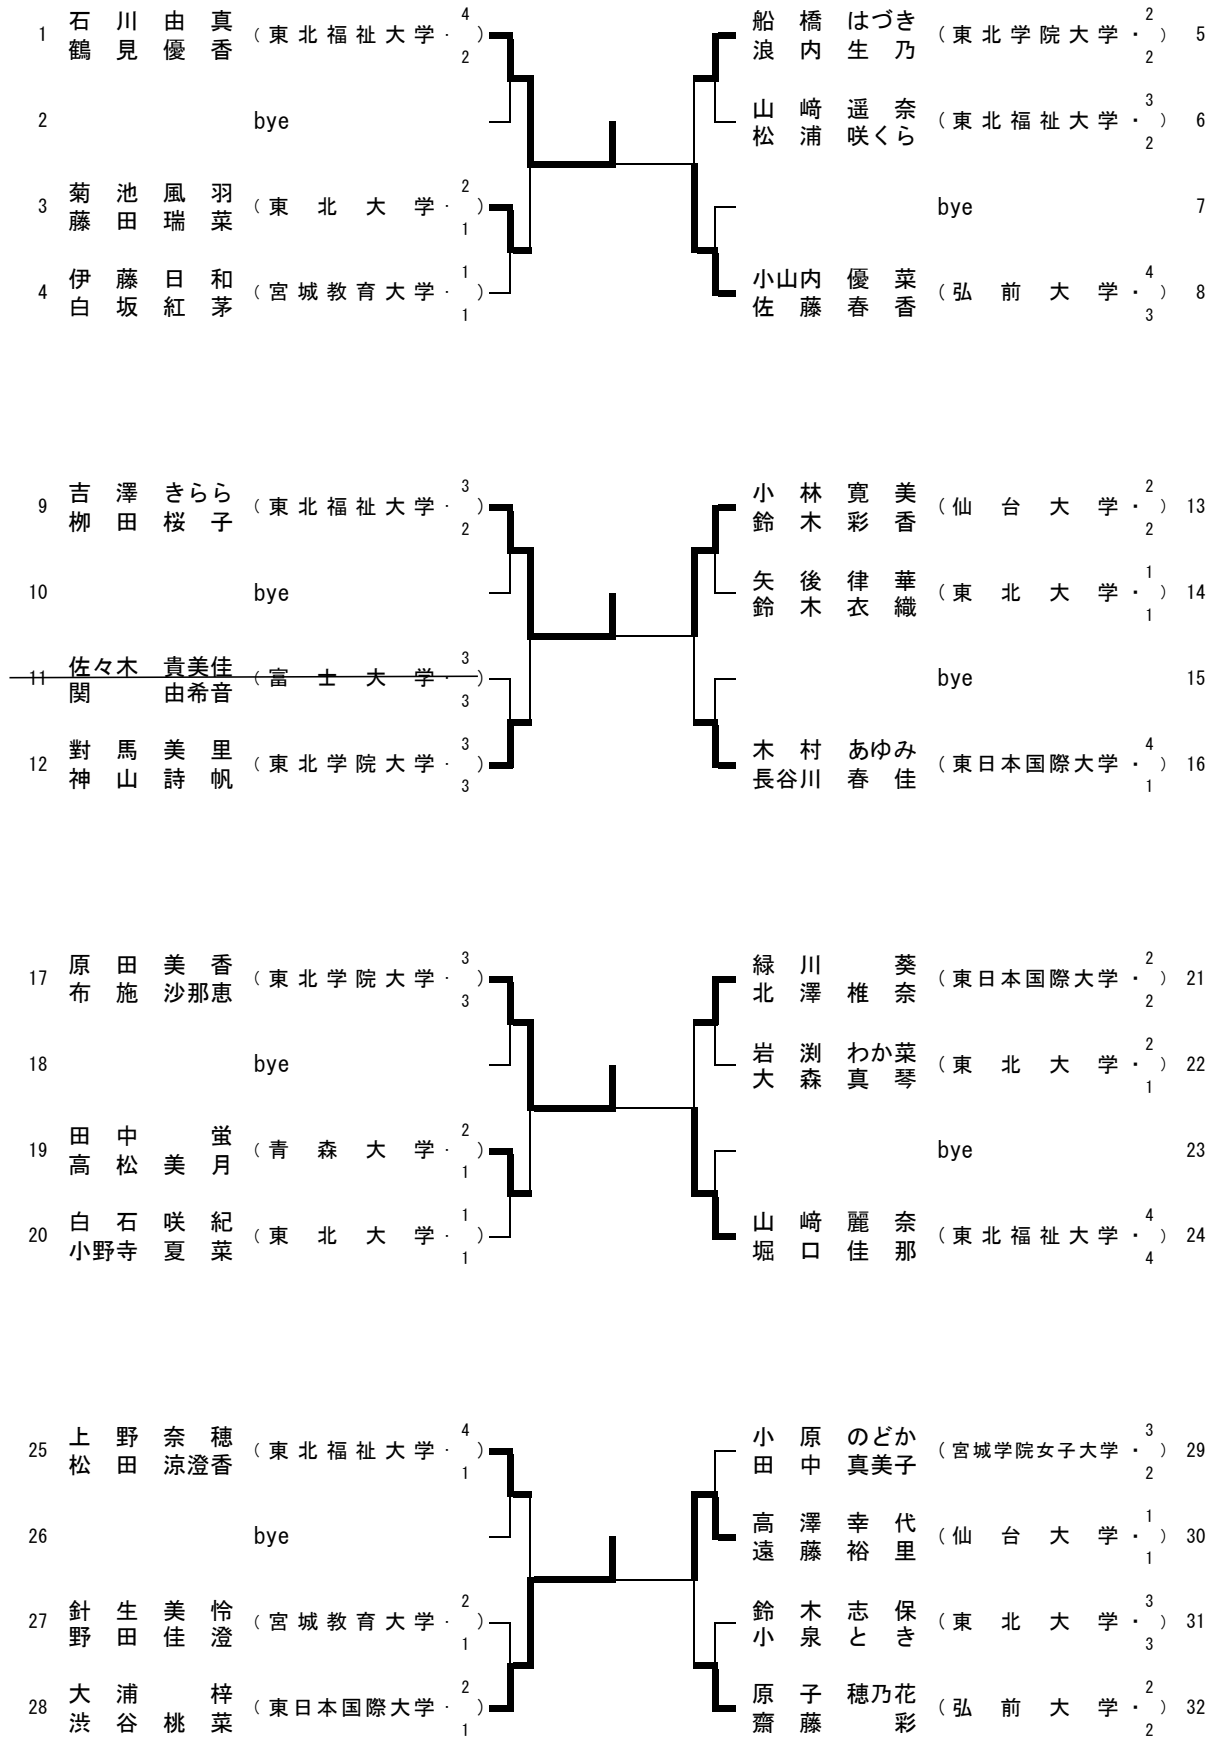 石川由真 4
1 (東北福祉大学・ )
鶴見優香 2
2 bye
菊池風羽 2
3 (東北大学・ )
藤田瑞菜 1
伊藤日和 1
4 (宮城教育大学・ )
白坂紅茅 1
船橋はづき 2
(東北学院大学・ ) 5
浪内生乃 2
山﨑遥奈 3
(東北福祉大学・ ) 6
松浦咲くら 2
bye 7
小山内優菜 4
(弘前大学・ ) 8
佐藤春香 3
吉澤きらら 3
9 (東北福祉大学・ )
栁田桜子 2
10 bye
佐々木貴美佳 3
11 (富士大学・ )
関由希音 3
對馬美里 3
12 (東北学院大学・ )
神山詩帆 3
小林寛美 2
(仙台大学・ ) 13
鈴木彩香 2
矢後律華 1
(東北大学・ ) 14
鈴木衣織 1
bye 15
木村あゆみ 4
(東日本国際大学・ ) 16
長谷川春佳 1
原田美香 3
17 (東北学院大学・ )
布施沙那恵 3
18 bye
田中蛍 2
19 (青森大学・ )
高松美月 1
白石咲紀 1
20 (東北大学・ )
小野寺夏菜 1
緑川葵 2
(東日本国際大学・ ) 21
北澤椎奈 2
岩渕わか菜 2
(東北大学・ ) 22
大森真琴 1
bye 23
山﨑麗奈 4
(東北福祉大学・ ) 24
堀口佳那 4
上野奈穂 4
25 (東北福祉大学・ )
松田涼澄香 1
26 bye
針生美怜 2
27 (宮城教育大学・ )
野田佳澄 1
大浦梓 2
28 (東日本国際大学・ )
渋谷桃菜 1
小原のどか 3
(宮城学院女子大学・ ) 29
田中真美子 2
高澤幸代 1
(仙台大学・ ) 30
遠藤裕里 1
鈴木志保 3
(東北大学・ ) 31
小泉とき 3
原子穂乃花 2
(弘前大学・ ) 32
齋藤彩 2